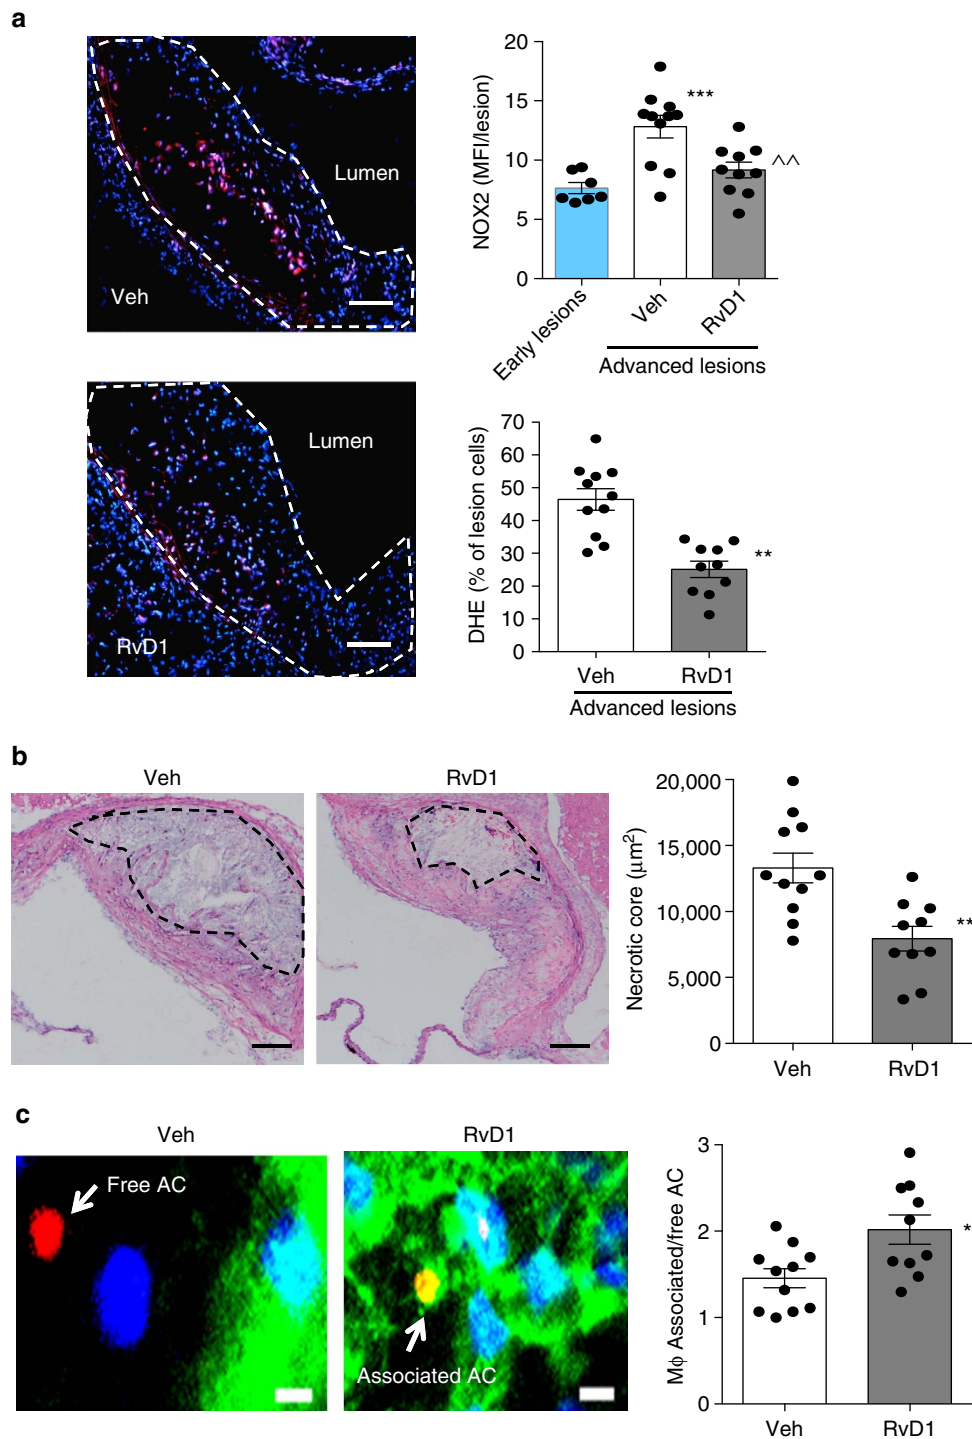 a
Lumen
Veh
Lumen
RvD1
NOX2 (MFI/lesion)
20
15
10
5
0
***
^^
Early lesions
Veh
RvD1
Advanced lesions
DHE (% of lesion cells)
70
60
50
40
30
20
10
0
**
Veh
RvD1
Advanced lesions
b
Veh
RvD1
Necrotic core (μm²)
20,000
15,000
10,000
5,000
0
**
Veh
RvD1
c
Veh
RvD1
Free AC
Associated AC
Mϕ Associated/free AC
3
2
1
0
*
Veh
RvD1